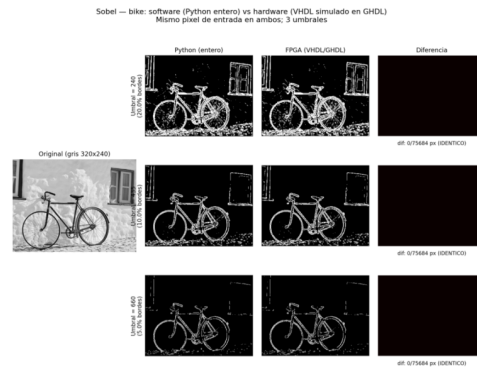 Sobel — bike: software (Python entero) vs hardware (VHDL simulado en GHDL)
Mismo pixel de entrada en ambos; 3 umbrales
Python (entero)
FPGA (VHDL/GHDL)
Diferencia
Umbral = 240
(20.0% bordes)
dif: 0/75684 px (IDENTICO)
Original (gris 320x240)
(10.0% bordes)
dif: 0/75684 px (IDENTICO)
Umbral = 660
(5.0% bordes)
dif: 0/75684 px (IDENTICO)